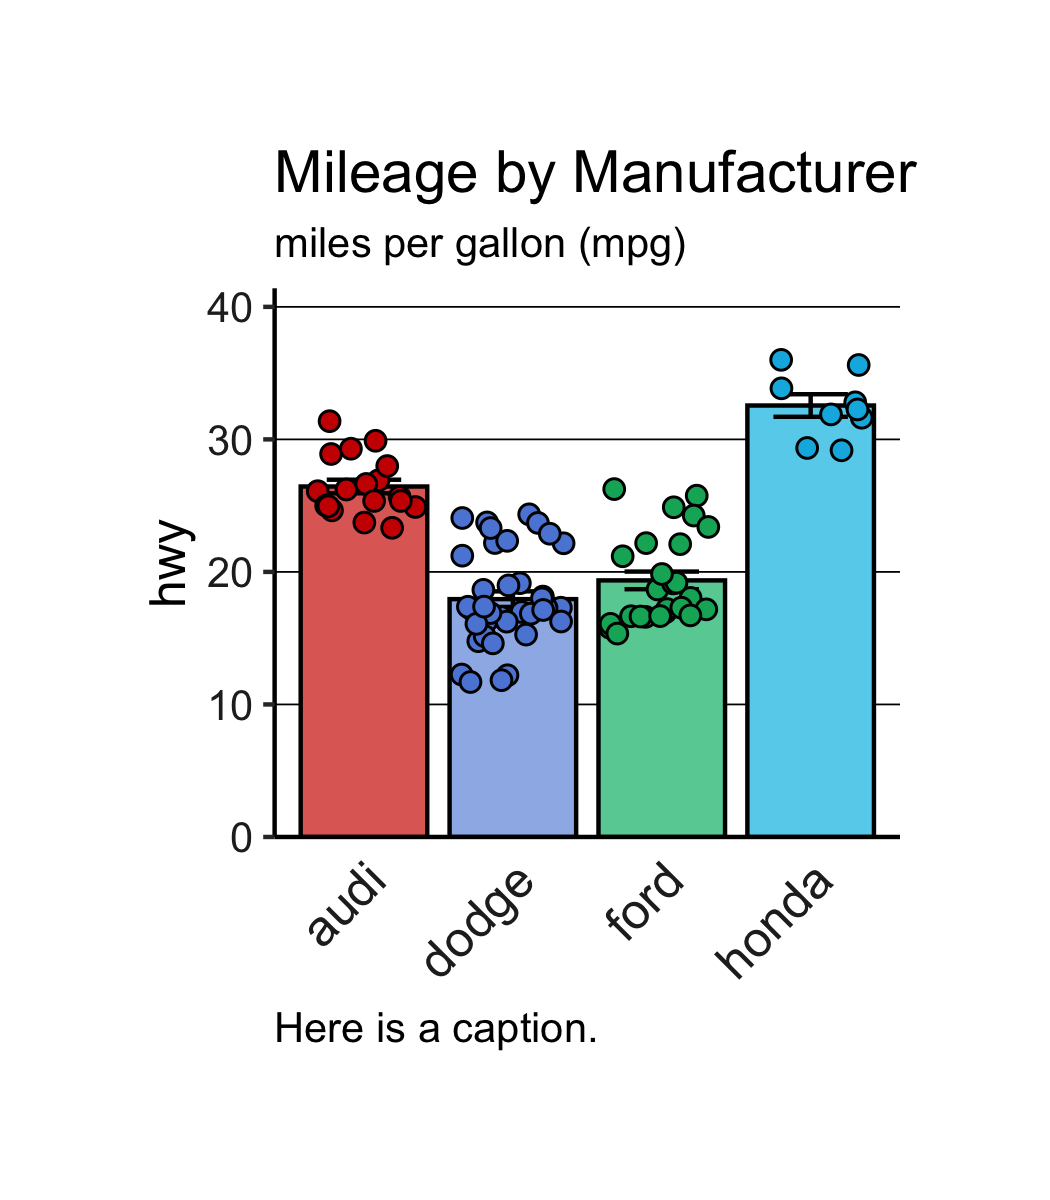 Mileage by Manufacturer
miles per gallon (mpg)
40
30
20
10
0
hwy
audi
dodge
ford
honda
Here is a caption.